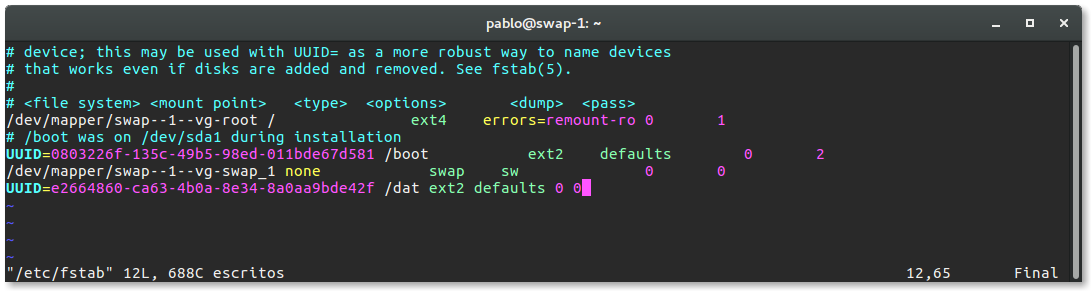 pablo@swap-1: ~
# device; this may be used with UUID= as a more robust way to name devices
# that works even if disks are added and removed. See fstab(5).
#
# <file system> <mount point>   <type>  <options>       <dump>  <pass>
/dev/mapper/swap--1--vg-root /               ext4    errors=remount-ro 0       1
# /boot was on /dev/sda1 during installation
UUID=0803226f-135c-49b5-98ed-011bde67d581 /boot           ext2    defaults        0       2
/dev/mapper/swap--1--vg-swap_1 none            swap    sw              0       0
UUID=e2664860-ca63-4b0a-8e34-8a0aa9bde42f /dat ext2 defaults 0 0
~
~
~
~
"/etc/fstab" 12L, 688C escritos                                                                     12,65       Final